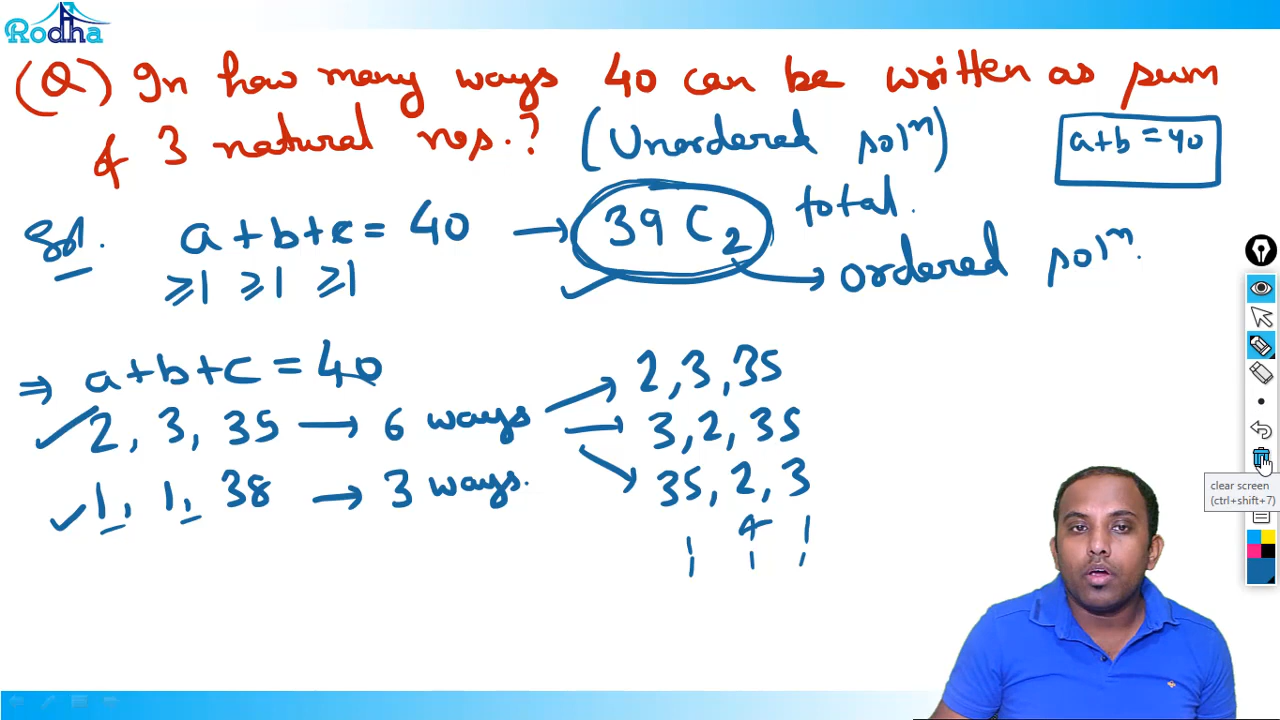 Rodha
(Q) In how many ways 40 can be written as sum
of 3 natural nos.? (Unordered solⁿ)
a+b=40
Sol. a+b+c=40 → 39C₂ total.
≥1 ≥1 ≥1
→ ordered solⁿ.
⇒ a+b+c=40
2, 3, 35 → 6 ways
1, 1, 38 → 3 ways.
2,3,35
3,2,35
35,2,3
clear screen
(ctrl+shift+7)